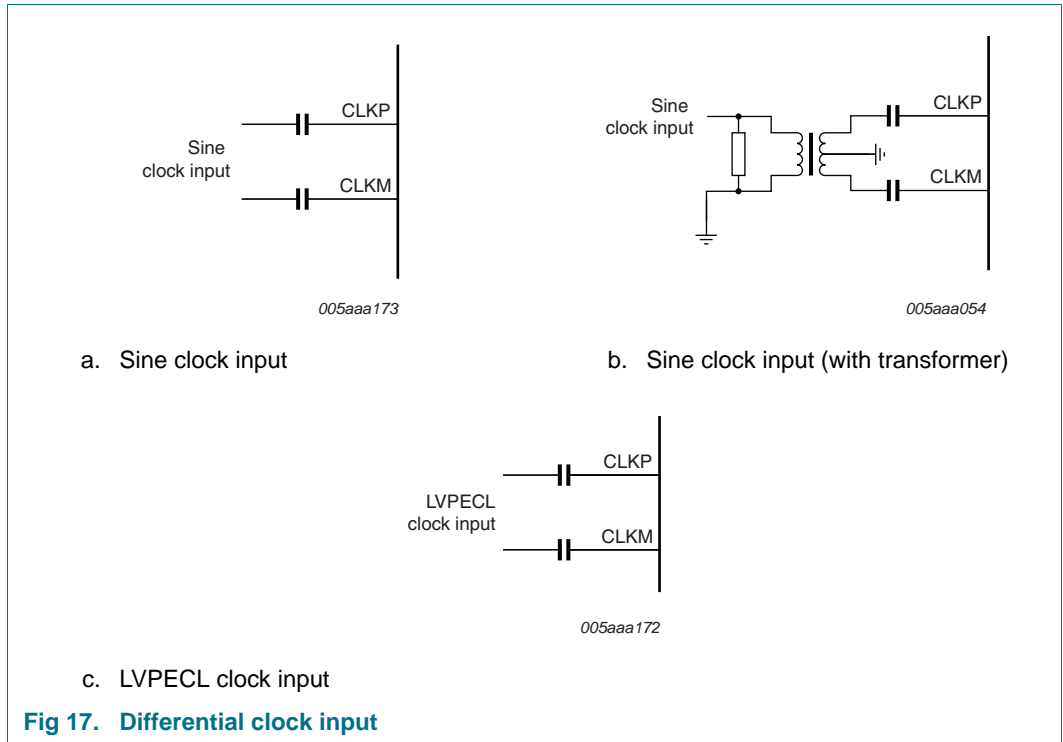 Sine
clock input
CLKP
CLKM
005aaa173
a. Sine clock input
Sine
clock input
CLKP
CLKM
005aaa054
b. Sine clock input (with transformer)
LVPECL
clock input
CLKP
CLKM
005aaa172
c. LVPECL clock input
Fig 17. Differential clock input